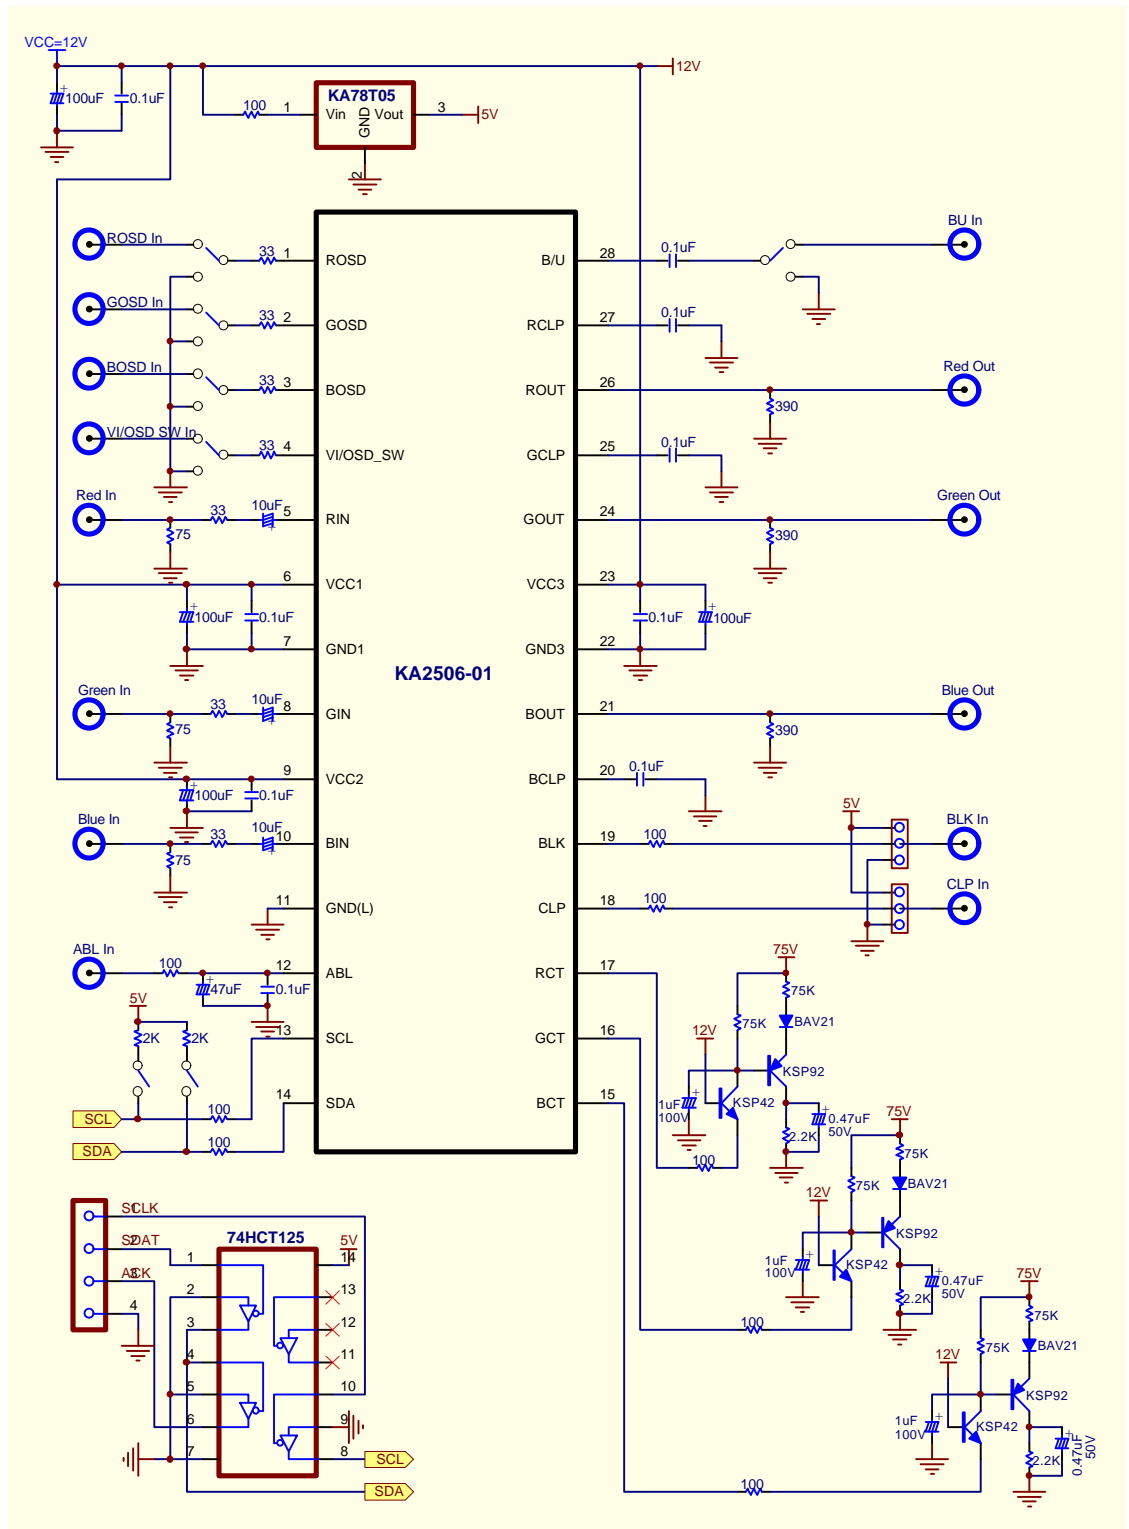 VCC=12V
12V
100uF
0.1uF
KA78T05
100
1
Vin
GND
Vout
3
5V
2
ROSD In
33
1
ROSD
B/U
28
0.1uF
BU In
GOSD In
33
2
GOSD
RCLP
27
0.1uF
BOSD In
33
3
BOSD
ROUT
26
390
Red Out
VI/OSD SW In
33
4
VI/OSD_SW
GCLP
25
0.1uF
Red In
33
10uF
+
5
RIN
75
GOUT
24
390
Green Out
6
VCC1
VCC3
23
100uF
0.1uF
0.1uF
100uF
7
GND1
GND3
22
KA2506-01
Green In
33
10uF
8
GIN
75
BOUT
21
390
Blue Out
9
VCC2
100uF
0.1uF
BCLP
20
0.1uF
Blue In
33
10uF
10
BIN
75
BLK
19
100
5V
BLK In
11
GND(L)
CLP
18
100
CLP In
ABL In
100
12
ABL
47uF
0.1uF
RCT
17
75V
75K
75K
BAV21
12V
KSP92
KSP42
1uF
100V
2.2K
0.47uF
50V
100
5V
2K
2K
13
SCL
GCT
16
14
SDA
BCT
15
SCL
100
SDA
100
75V
75K
75K
BAV21
12V
KSP92
KSP42
1uF
100V
2.2K
0.47uF
50V
100
75V
75K
75K
BAV21
12V
KSP92
KSP42
1uF
100V
2.2K
0.47uF
50V
100
1
SCLK
2
SDAT
3
ACK
4
74HCT125
5V
1
14
2
13
3
12
4
11
5
10
6
9
7
8
SCL
SDA